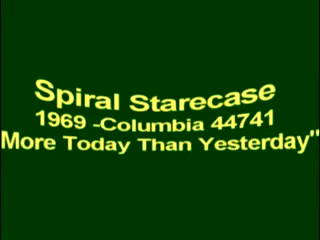 Spiral Starecase
1969 -Columbia 44741
More Today Than Yesterday"